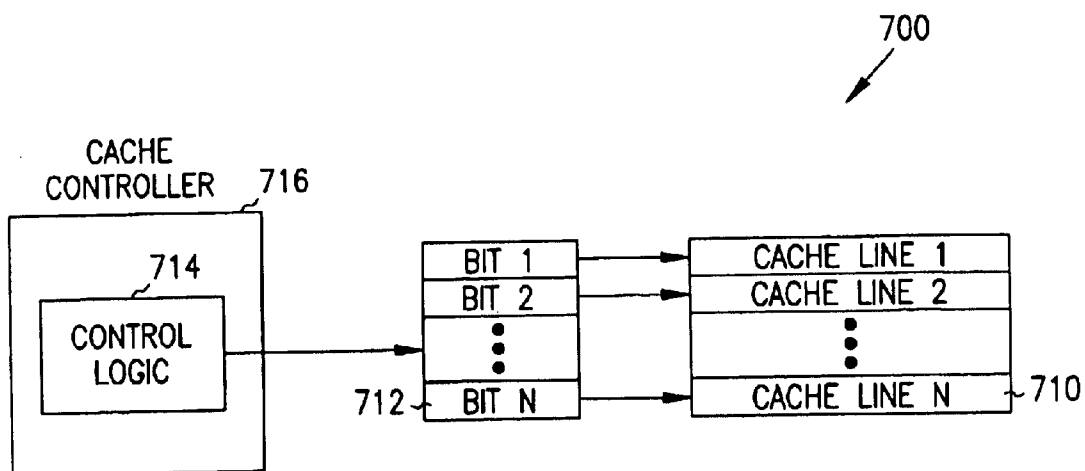 700
CACHE
CONTROLLER
716
714
CONTROL
LOGIC
BIT 1
BIT 2
BIT N
712
CACHE LINE 1
CACHE LINE 2
CACHE LINE N
710